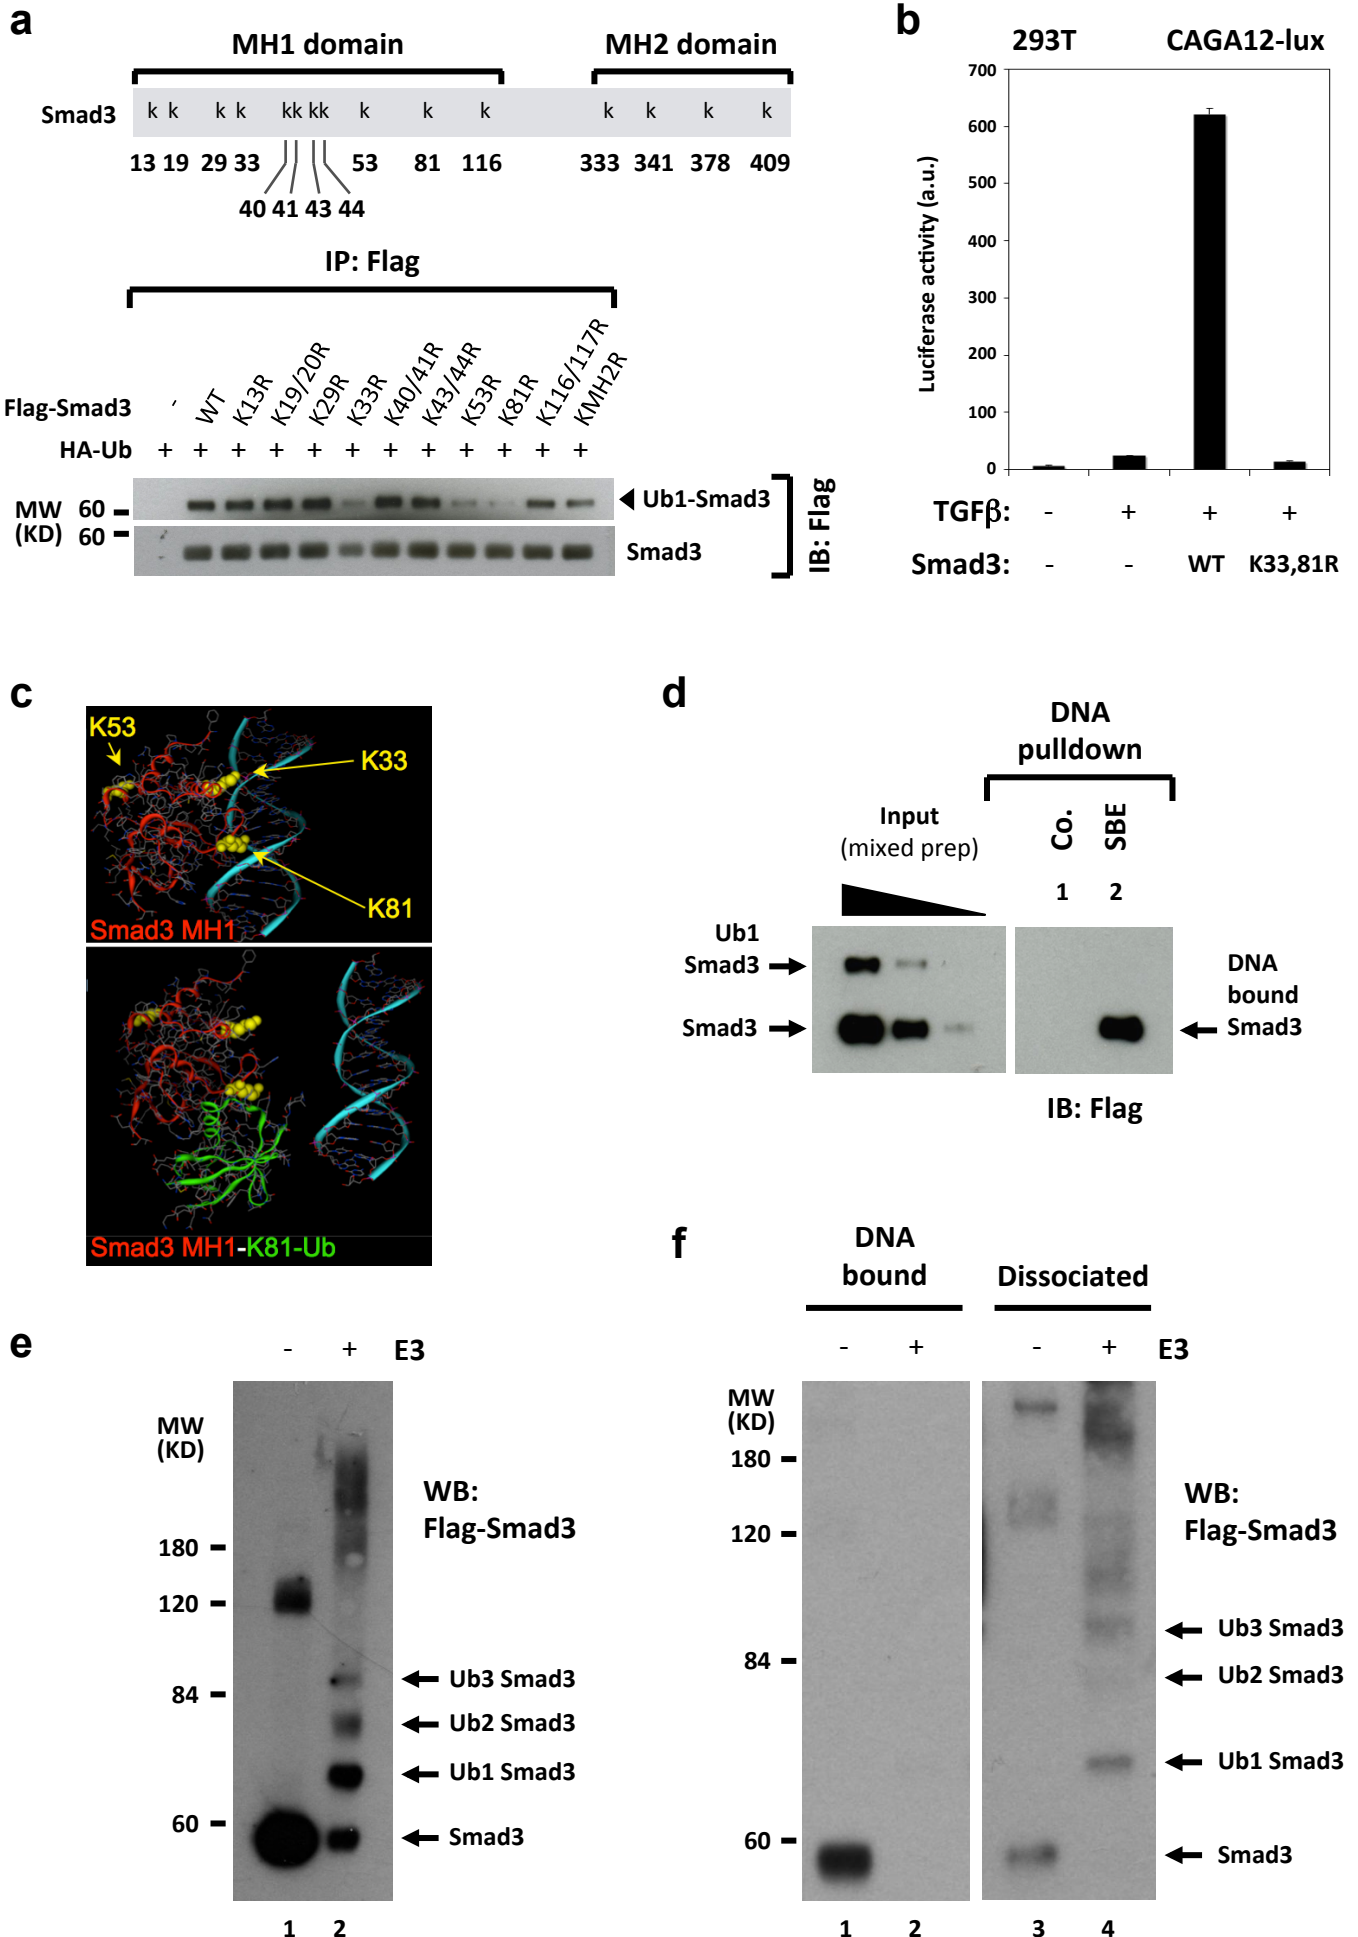 a
MH1 domain
MH2 domain
Smad3
k k k k kk kk k k k k k k k
13 19 29 33 53 81 116 333 341 378 409
40 41 43 44
IP: Flag
Flag-Smad3 - WT K13R K19/20R K29R K33R K40/41R K43/44R K53R K81R K116/117R KMH2R
HA-Ub + + + + + + + + + + + +
MW (KD)
60
60
Ub1-Smad3
Smad3
IB: Flag
b
293T CAGA12-lux
Luciferase activity (a.u.)
700
600
500
400
300
200
100
0
TGFβ: - + + +
Smad3: - - WT K33,81R
c
K53
K33
K81
Smad3 MH1
Smad3 MH1-K81-Ub
d
DNA
pulldown
Input
(mixed prep)
Co.
SBE
1 2
Ub1
Smad3
Smad3
DNA
bound
Smad3
IB: Flag
e
- + E3
MW
(KD)
180
120
84
60
WB:
Flag-Smad3
Ub3 Smad3
Ub2 Smad3
Ub1 Smad3
Smad3
1 2
f
DNA
bound
Dissociated
- + - + E3
MW
(KD)
180
120
84
60
WB:
Flag-Smad3
Ub3 Smad3
Ub2 Smad3
Ub1 Smad3
Smad3
1 2 3 4